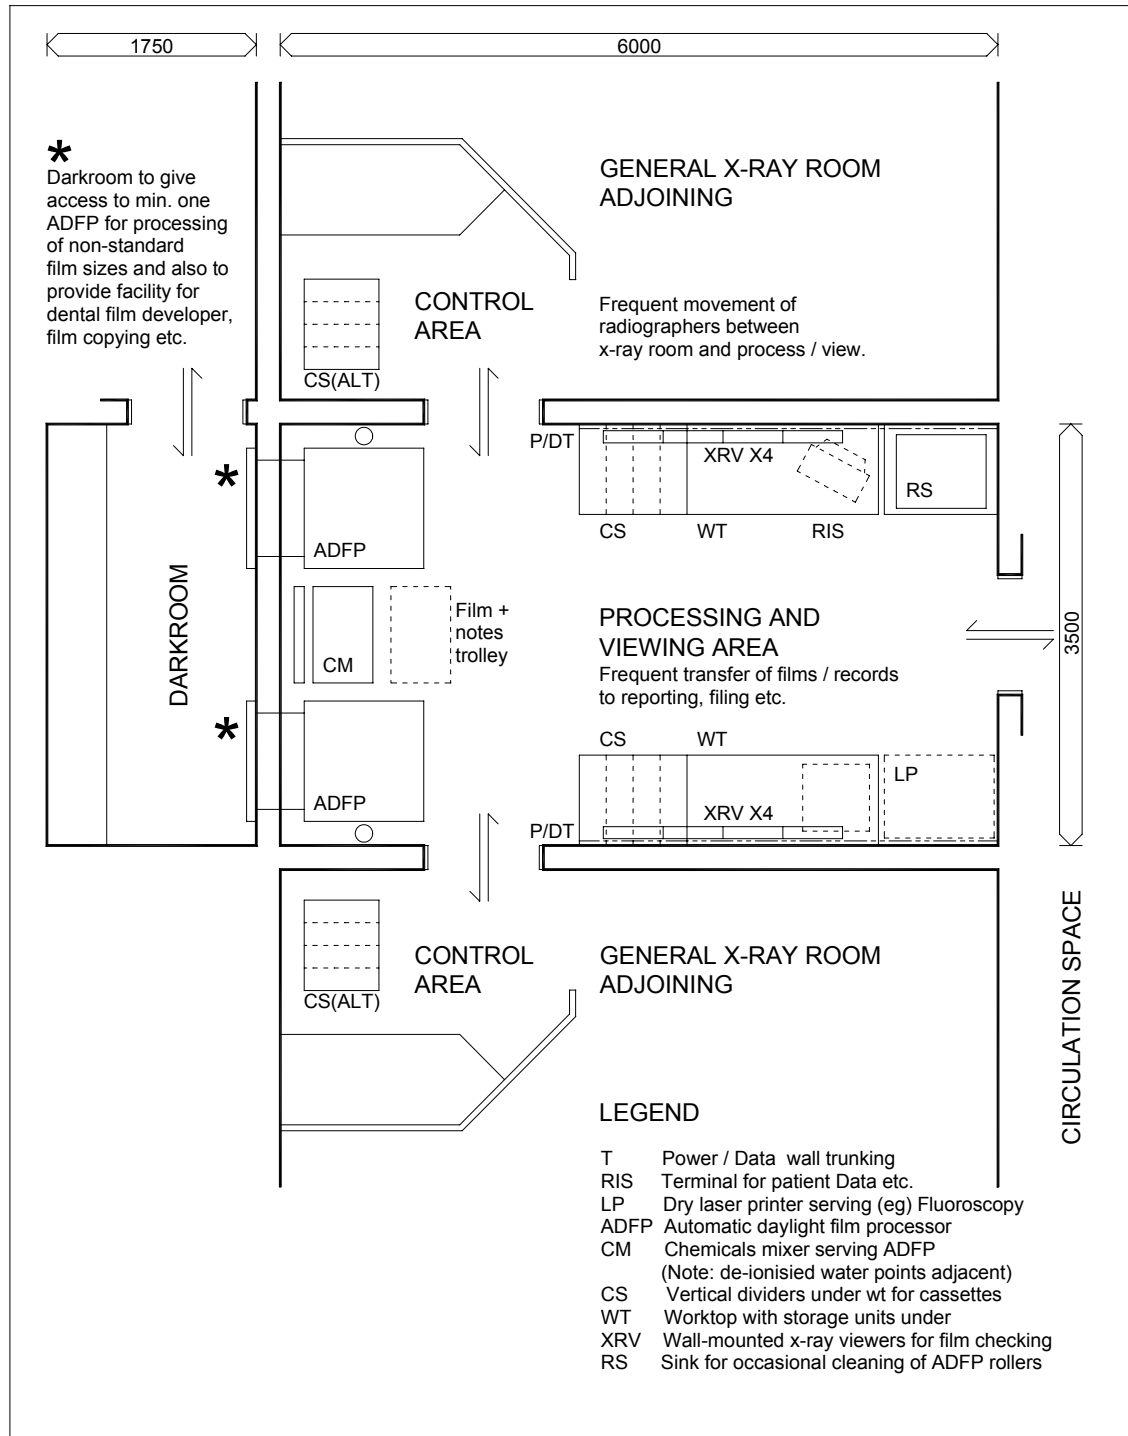 1750
6000
*
Darkroom to give
access to min. one
ADFP for processing
of non-standard
film sizes and also to
provide facility for
dental film developer,
film copying etc.
GENERAL X-RAY ROOM
ADJOINING
CONTROL
AREA
Frequent movement of
radiographers between
x-ray room and process / view.
CS(ALT)
P/DT
XRV X4
RS
*
CS
WT
RIS
ADFP
DARKROOM
Film +
notes
trolley
CM
PROCESSING AND
VIEWING AREA
Frequent transfer of films / records
to reporting, filing etc.
3500
*
CS
WT
LP
ADFP
XRV X4
P/DT
CONTROL
AREA
GENERAL X-RAY ROOM
ADJOINING
CS(ALT)
CIRCULATION SPACE
LEGEND
T Power / Data wall trunking
RIS Terminal for patient Data etc.
LP Dry laser printer serving (eg) Fluoroscopy
ADFP Automatic daylight film processor
CM Chemicals mixer serving ADFP
(Note: de-ionisied water points adjacent)
CS Vertical dividers under wt for cassettes
WT Worktop with storage units under
XRV Wall-mounted x-ray viewers for film checking
RS Sink for occasional cleaning of ADFP rollers